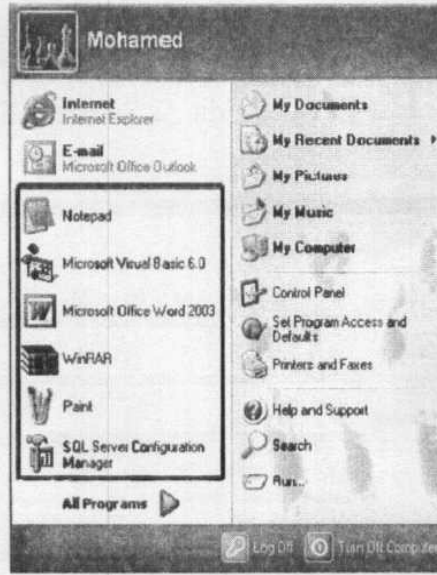 Mohamed
Internet
Internet Explorer
E-mail
Microsoft Office Outlook
Notepad
Microsoft Visual Basic 6.0
Microsoft Office Word 2003
WinRAR
Paint
SQL Server Configuration
Manager
All Programs
My Documents
My Recent Documents
My Pictures
My Music
My Computer
Control Panel
Set Program Access and
Defaults
Printers and Faxes
Help and Support
Search
Run...
Log Off
Turn Off Computer